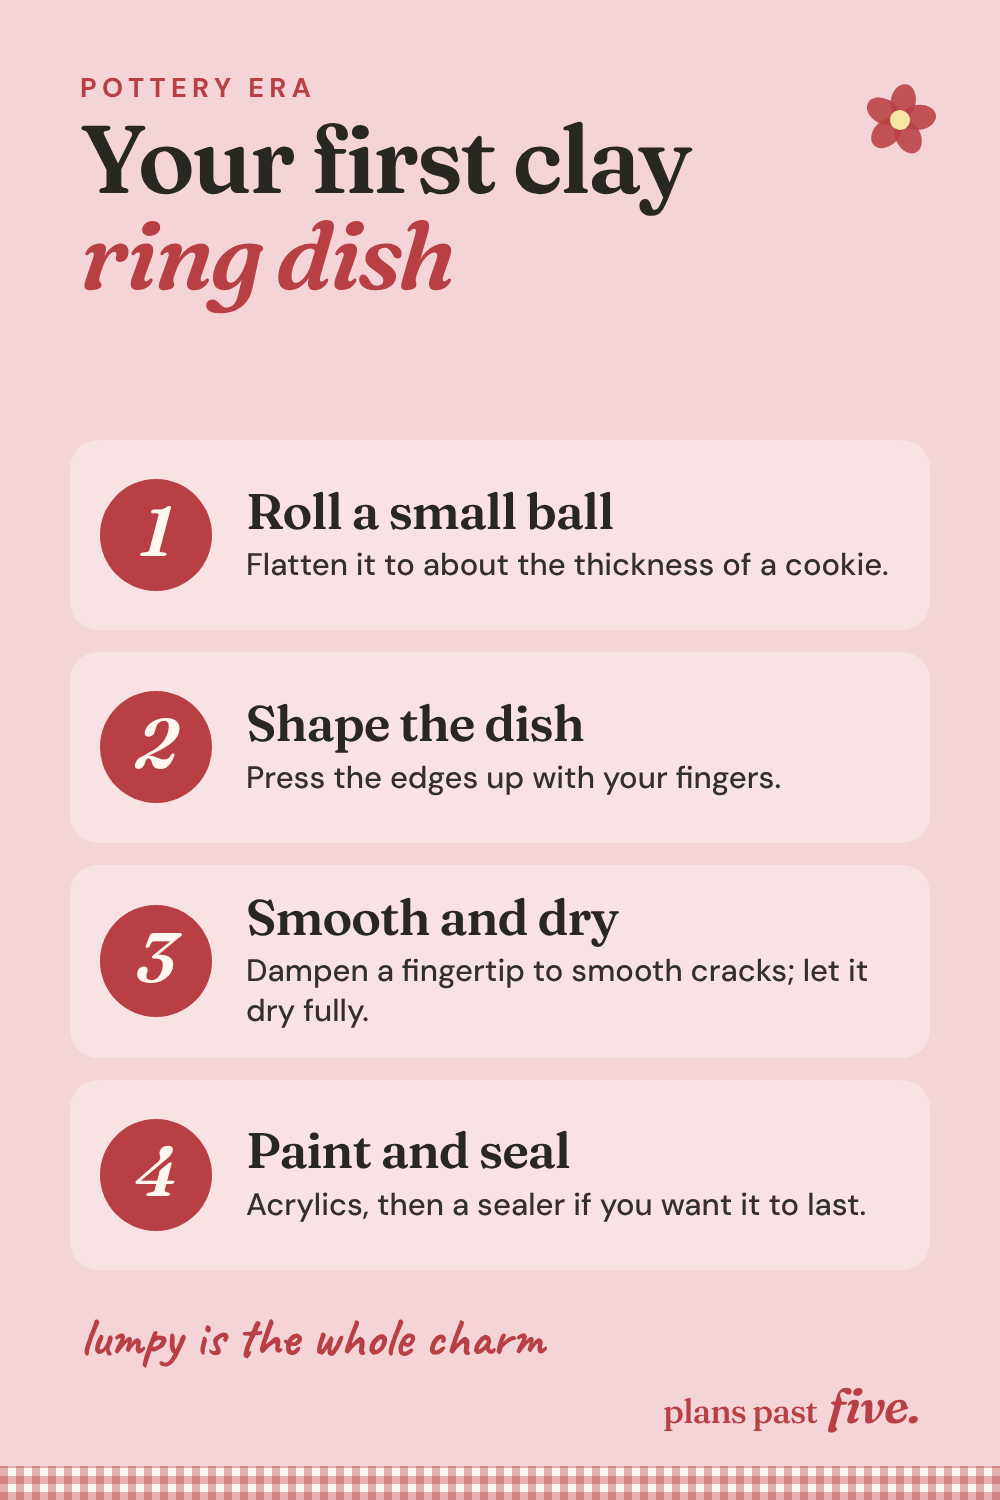 POTTERY ERA
Your first clay
ring dish
1
Roll a small ball
Flatten it to about the thickness of a cookie.
2
Shape the dish
Press the edges up with your fingers.
3
Smooth and dry
Dampen a fingertip to smooth cracks; let it
dry fully.
4
Paint and seal
Acrylics, then a sealer if you want it to last.
lumpy is the whole charm
plans past five.